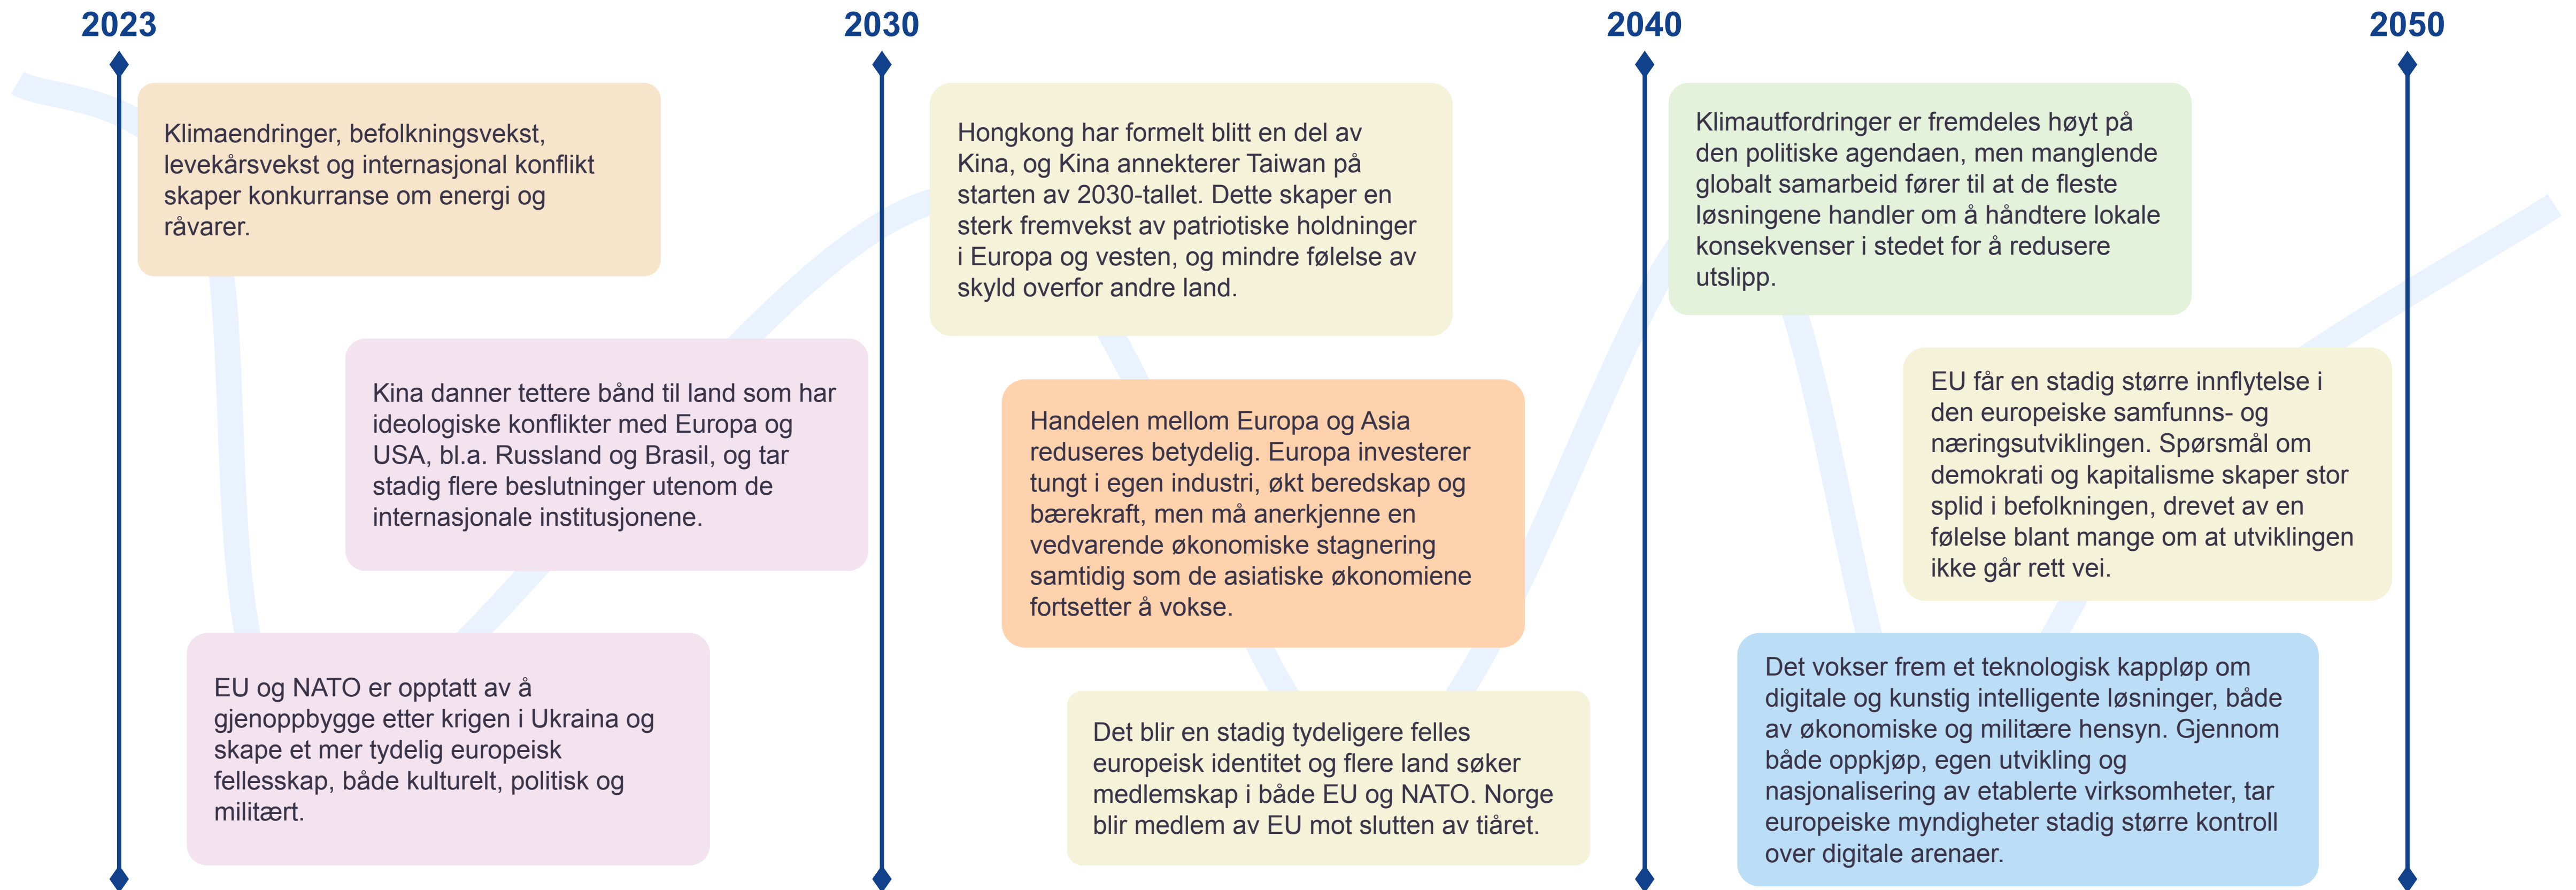 2023
2030
2040
2050
Klimaendringer, befolkningsvekst,
levekårsvekst og internasjonal konflikt
skaper konkurranse om energi og
råvarer.
Kina danner tettere bånd til land som har
ideologiske konflikter med Europa og
USA, bl.a. Russland og Brasil, og tar
stadig flere beslutninger utenom de
internasjonale institusjonene.
EU og NATO er opptatt av å
gjenoppbygge etter krigen i Ukraina og
skape et mer tydelig europeisk
fellesskap, både kulturelt, politisk og
militært.
Hongkong har formelt blitt en del av
Kina, og Kina annekterer Taiwan på
starten av 2030-tallet. Dette skaper en
sterk fremvekst av patriotiske holdninger
i Europa og vesten, og mindre følelse av
skyld overfor andre land.
Handelen mellom Europa og Asia
reduseres betydelig. Europa investerer
tungt i egen industri, økt beredskap og
bærekraft, men må anerkjenne en
vedvarende økonomiske stagnering
samtidig som de asiatiske økonomiene
fortsetter å vokse.
Det blir en stadig tydeligere felles
europeisk identitet og flere land søker
medlemskap i både EU og NATO. Norge
blir medlem av EU mot slutten av tiåret.
Klimautfordringer er fremdeles høyt på
den politiske agendaen, men manglende
globalt samarbeid fører til at de fleste
løsningene handler om å håndtere lokale
konsekvenser i stedet for å redusere
utslipp.
EU får en stadig større innflytelse i
den europeiske samfunns- og
næringsutviklingen. Spørsmål om
demokrati og kapitalisme skaper stor
splid i befolkningen, drevet av en
følelse blant mange om at utviklingen
ikke går rett vei.
Det vokser frem et teknologisk kappløp om
digitale og kunstig intelligente løsninger, både
av økonomiske og militære hensyn. Gjennom
både oppkjøp, egen utvikling og
nasjonalisering av etablerte virksomheter, tar
europeiske myndigheter stadig større kontroll
over digitale arenaer.